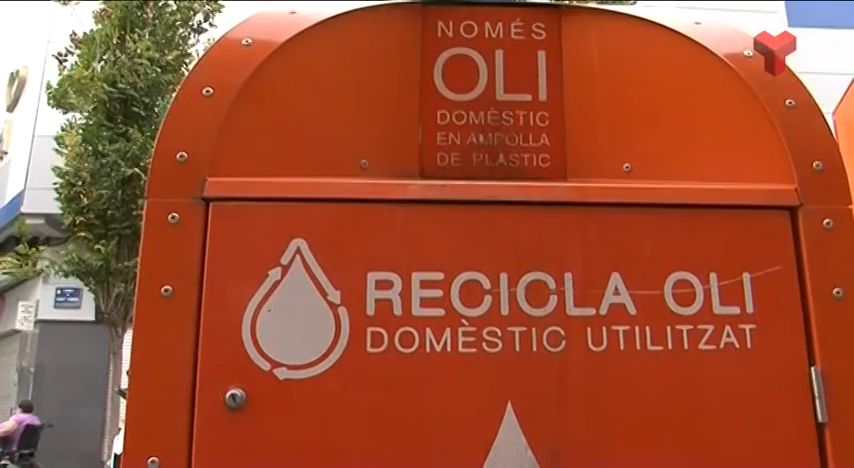 NOMÉS
OLI
DOMÈSTIC
EN AMPOLLA
DE PLÀSTIC
RECICLA OLI
DOMÈSTIC UTILITZAT